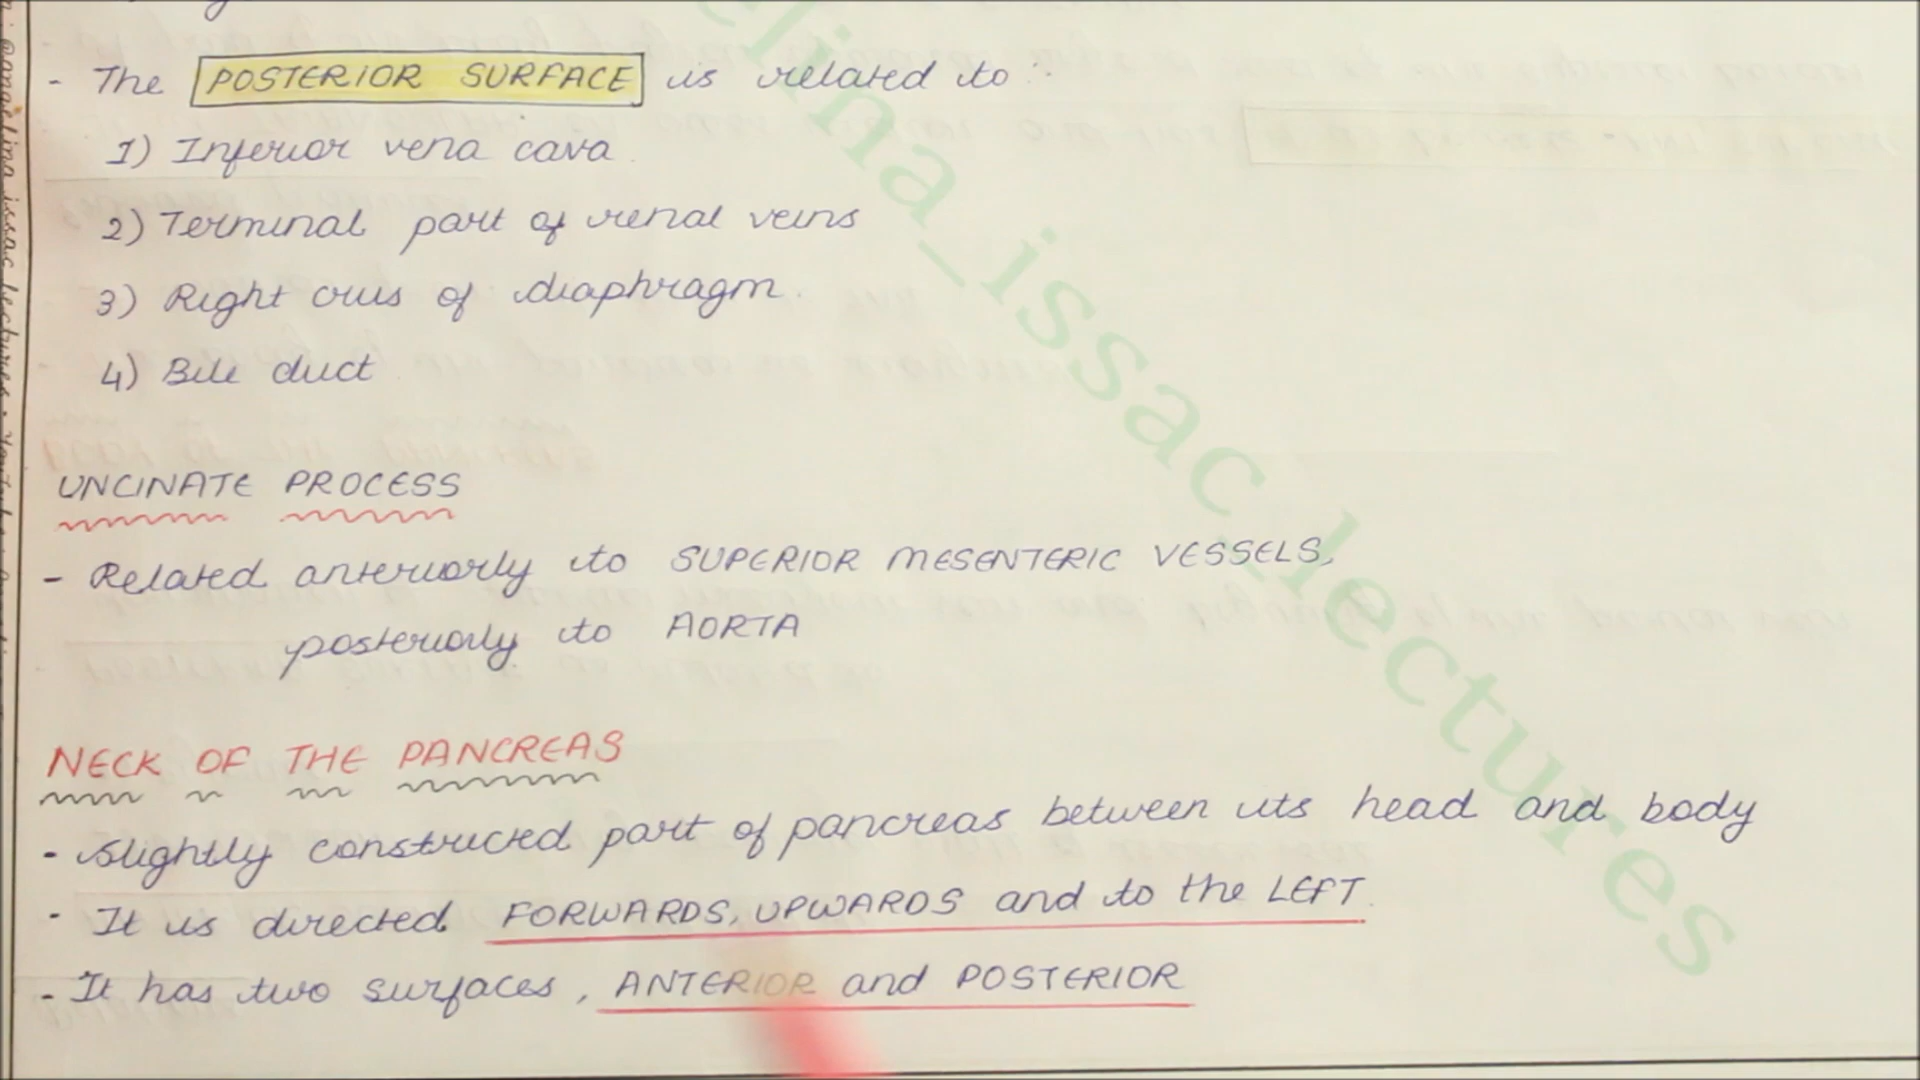 - The POSTERIOR SURFACE is related to :
1) Inferior vena cava
2) Terminal part of renal veins
3) Right crus of diaphragm
4) Bile duct
UNCINATE PROCESS
- Related anteriorly to SUPERIOR MESENTERIC VESSELS,
posteriorly to AORTA
NECK OF THE PANCREAS
- Slightly constricted part of pancreas between its head and body
- It is directed FORWARDS, UPWARDS and to the LEFT.
- It has two surfaces, ANTERIOR and POSTERIOR
elina_issac_lectures